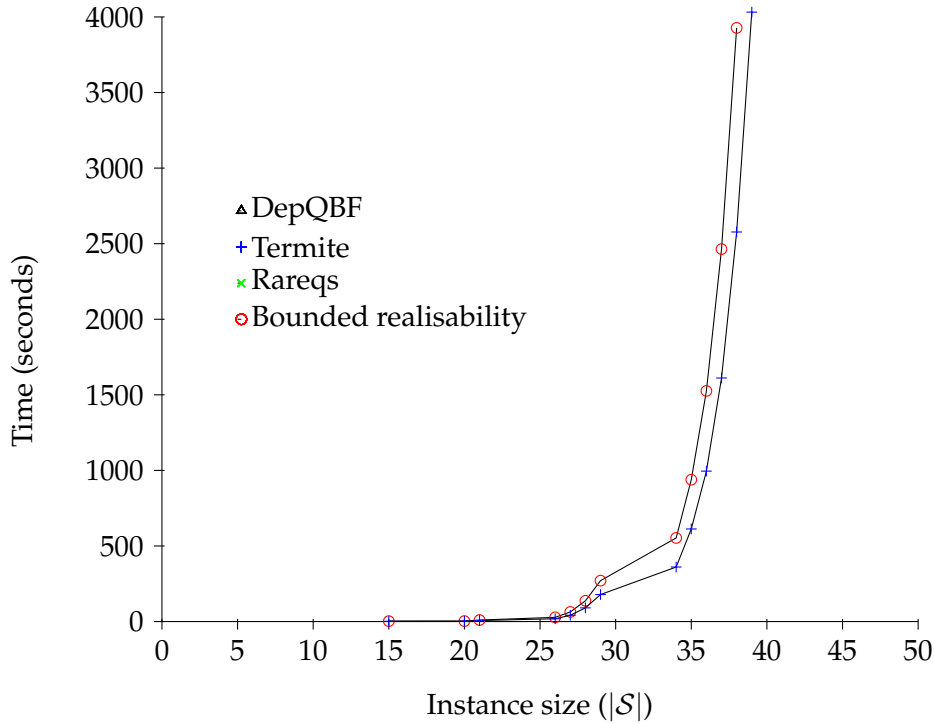 4000
3500
3000
2500
2000
1500
1000
500
0
Time (seconds)
DepQBF
Termite
Rareqs
Bounded realisability
0 5 10 15 20 25 30 35 40 45 50
Instance size (|𝒮|)